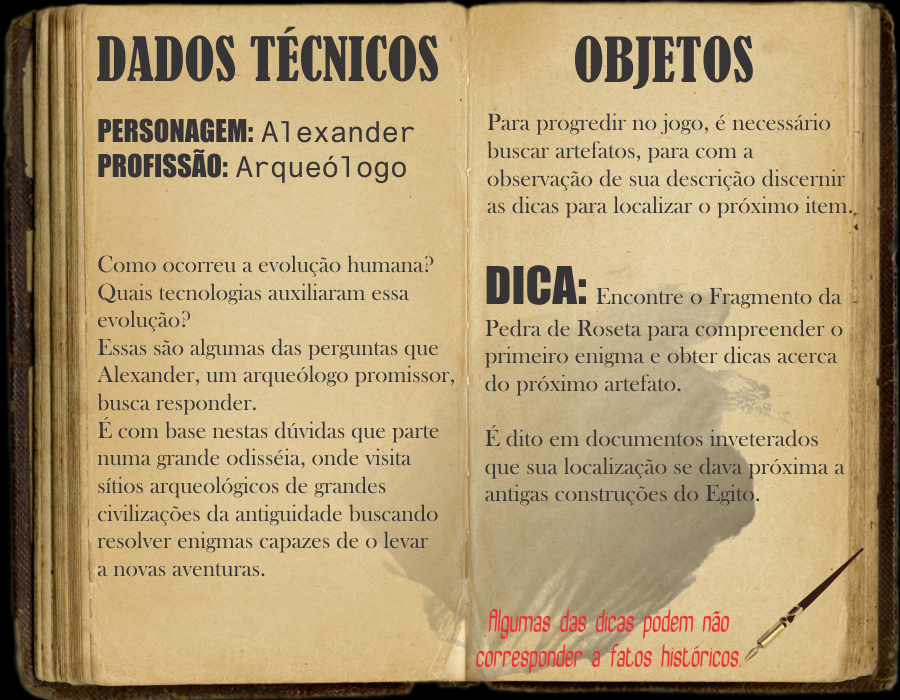 DADOS TÉCNICOS
PERSONAGEM: Alexander
PROFISSÃO: Arqueólogo
Como ocorreu a evolução humana?
Quais tecnologias auxiliaram essa
evolução?
Essas são algumas das perguntas que
Alexander, um arqueólogo promissor,
busca responder.
É com base nestas dúvidas que parte
numa grande odisséia, onde visita
sítios arqueológicos de grandes
civilizações da antiguidade buscando
resolver enigmas capazes de o levar
a novas aventuras.
OBJETOS
Para progredir no jogo, é necessário
buscar artefatos, para com a
observação de sua descrição discernir
as dicas para localizar o próximo item.
DICA: Encontre o Fragmento da
Pedra de Roseta para compreender o
primeiro enigma e obter dicas acerca
do próximo artefato.
É dito em documentos inveterados
que sua localização se dava próxima a
antigas construções do Egito.
Algumas das dicas podem não
corresponder a fatos históricos.